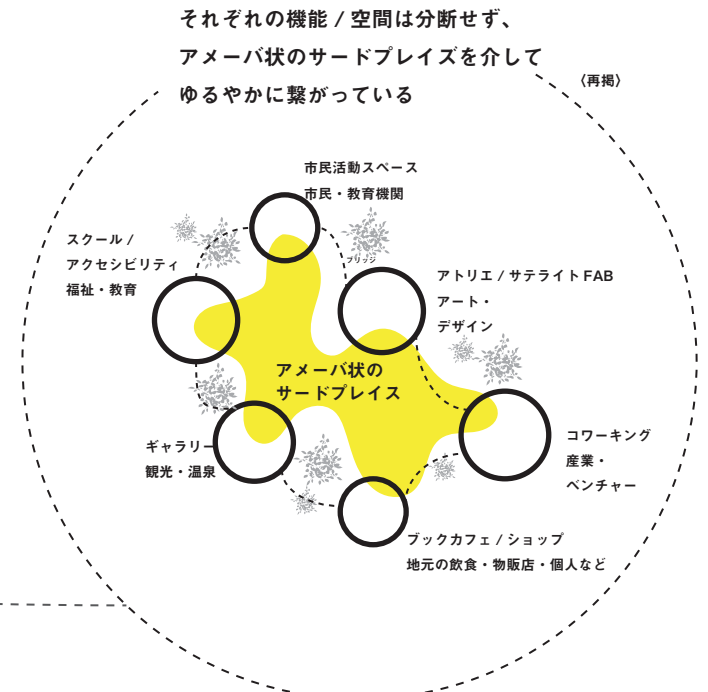 それぞれの機能 / 空間は分断せず、
アメーバ状のサードプレイズを介して
ゆるやかに繋がっている
〈再掲〉
市民活動スペース
市民・教育機関
スクール /
アクセシビリティ
福祉・教育
ブリッジ
アトリエ / サテライトFAB
アート・
デザイン
アメーバ状の
サードプレイス
コワーキング
産業・
ベンチャー
ギャラリー
観光・温泉
ブックカフェ / ショップ
地元の飲食・物販店・個人など